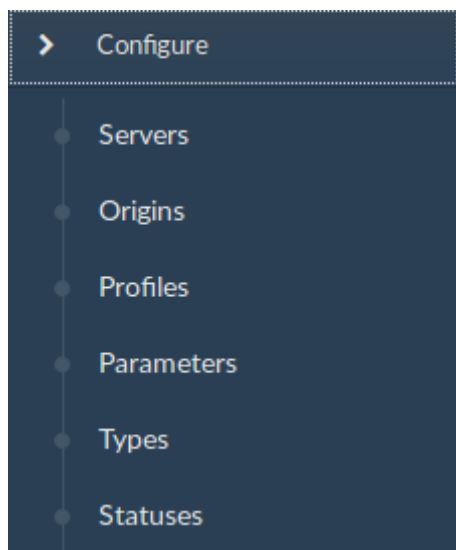 Configure
Servers
Origins
Profiles
Parameters
Types
Statuses